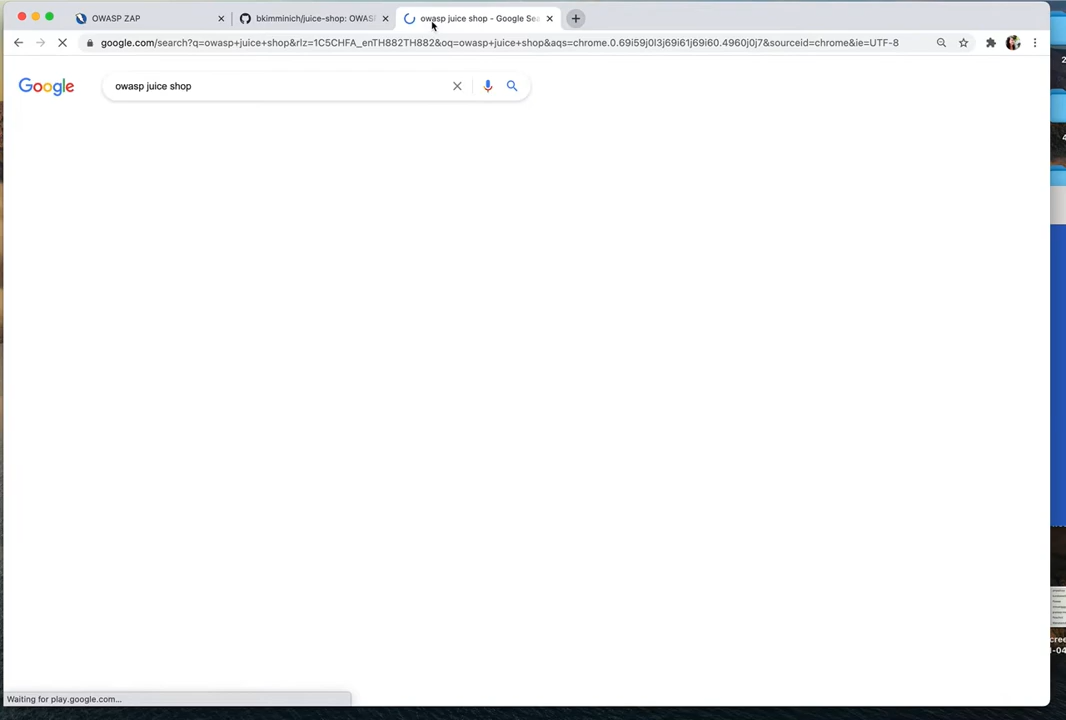 OWASP ZAP
bkimminich/juice-shop: OWASP
owasp juice shop - Google Sea
google.com/search?q=owasp+juice+shop&rlz=1C5CHFA_enTH882TH882&oq=owasp+juice+shop&aqs=chrome.0.69i59j0l3j69i61j69i60.4960j0j7&sourceid=chrome&ie=UTF-8
Google
owasp juice shop
Waiting for play.google.com...